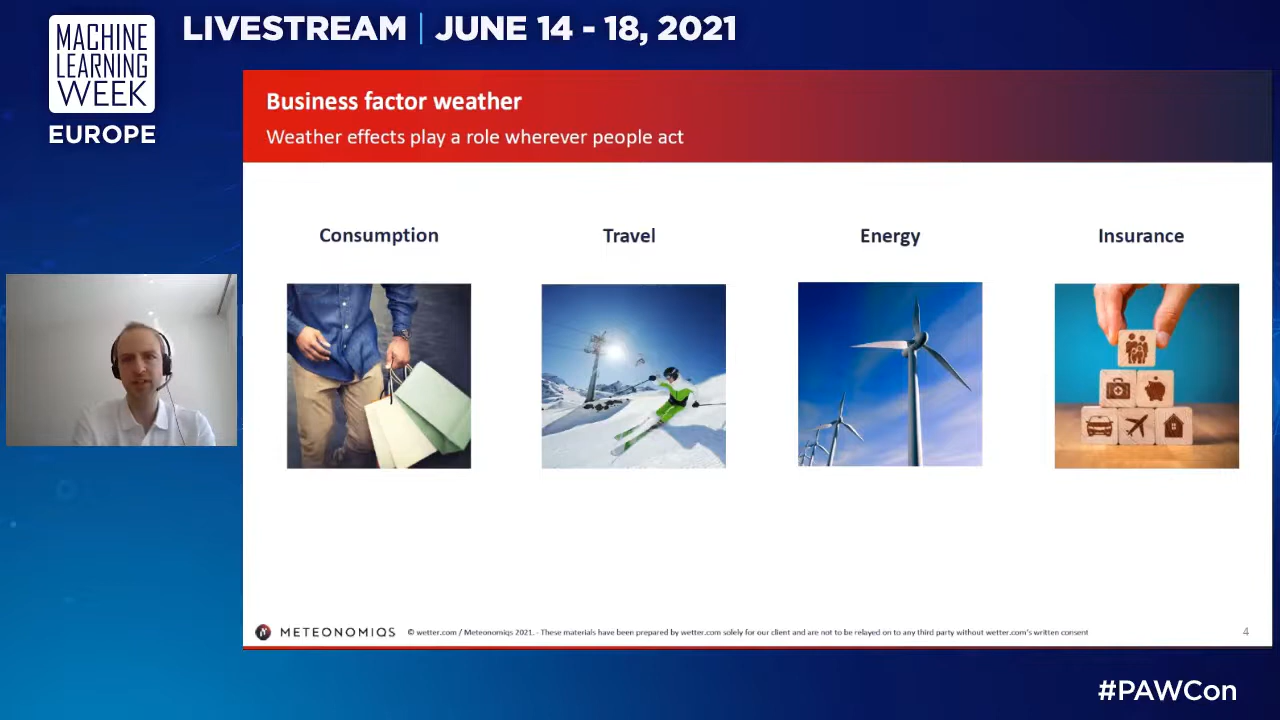 MACHINE
LEARNING
WEEK
EUROPE
LIVESTREAM | JUNE 14 - 18, 2021
Business factor weather
Weather effects play a role wherever people act
Consumption
Travel
Energy
Insurance
METEONOMIQS
© wetter.com / Meteonomiqs 2021. - These materials have been prepared by wetter.com solely for our client and are not to be relayed on to any third party without wetter.com's written consent
4
#PAWCon